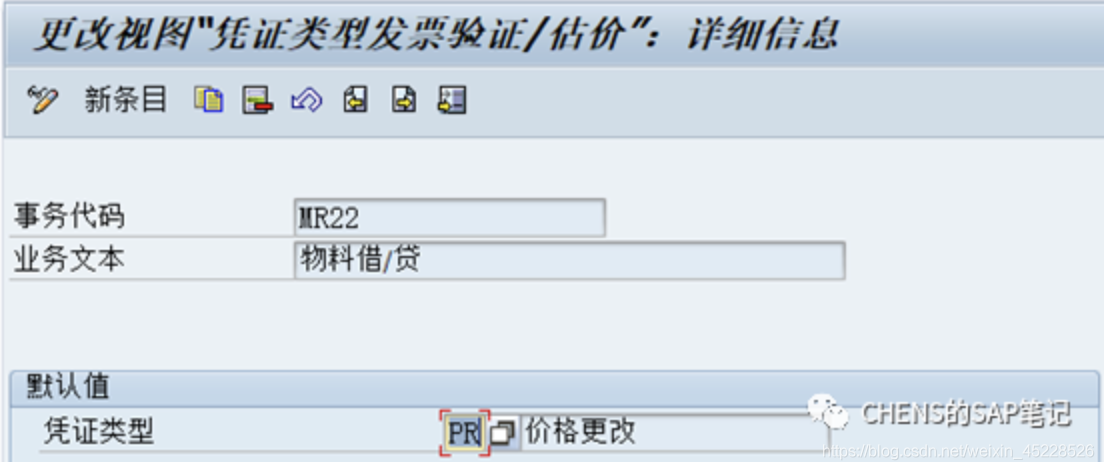 更改视图"凭证类型发票验证/估价"：详细信息
新条目
事务代码 MR22
业务文本 物料借/贷
默认值
凭证类型 PR 价格更改
CHENS的SAP笔记
https://blog.csdn.net/weixin_45228526